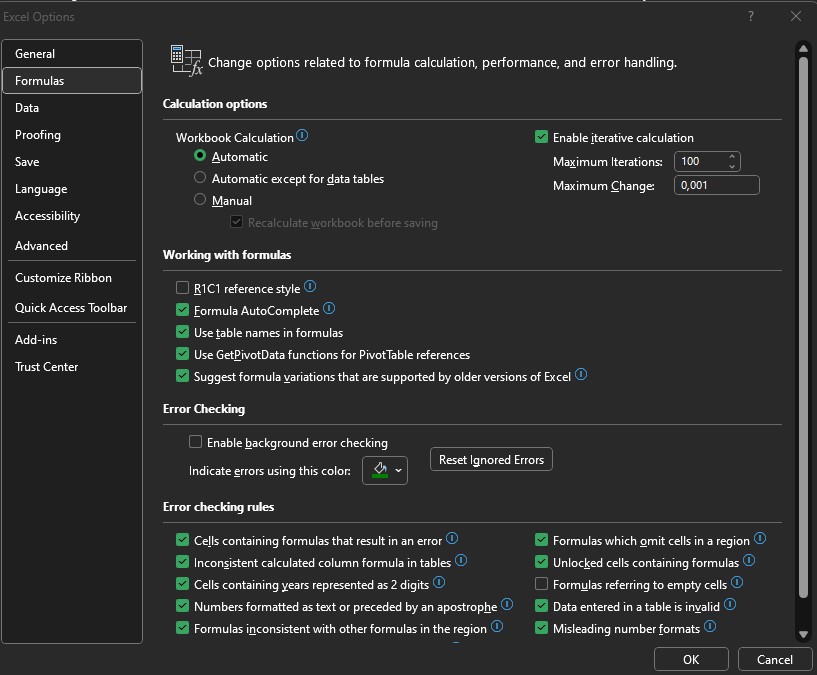 Excel Options
?
General
Formulas
Data
Proofing
Save
Language
Accessibility
Advanced
Customize Ribbon
Quick Access Toolbar
Add-ins
Trust Center
Change options related to formula calculation, performance, and error handling.
Calculation options
Workbook Calculation
Automatic
Automatic except for data tables
Manual
Recalculate workbook before saving
Enable iterative calculation
Maximum Iterations: 100
Maximum Change: 0,001
Working with formulas
R1C1 reference style
Formula AutoComplete
Use table names in formulas
Use GetPivotData functions for PivotTable references
Suggest formula variations that are supported by older versions of Excel
Error Checking
Enable background error checking
Indicate errors using this color:
Reset Ignored Errors
Error checking rules
Cells containing formulas that result in an error
Inconsistent calculated column formula in tables
Cells containing years represented as 2 digits
Numbers formatted as text or preceded by an apostrophe
Formulas inconsistent with other formulas in the region
Formulas which omit cells in a region
Unlocked cells containing formulas
Formulas referring to empty cells
Data entered in a table is invalid
Misleading number formats
OK
Cancel